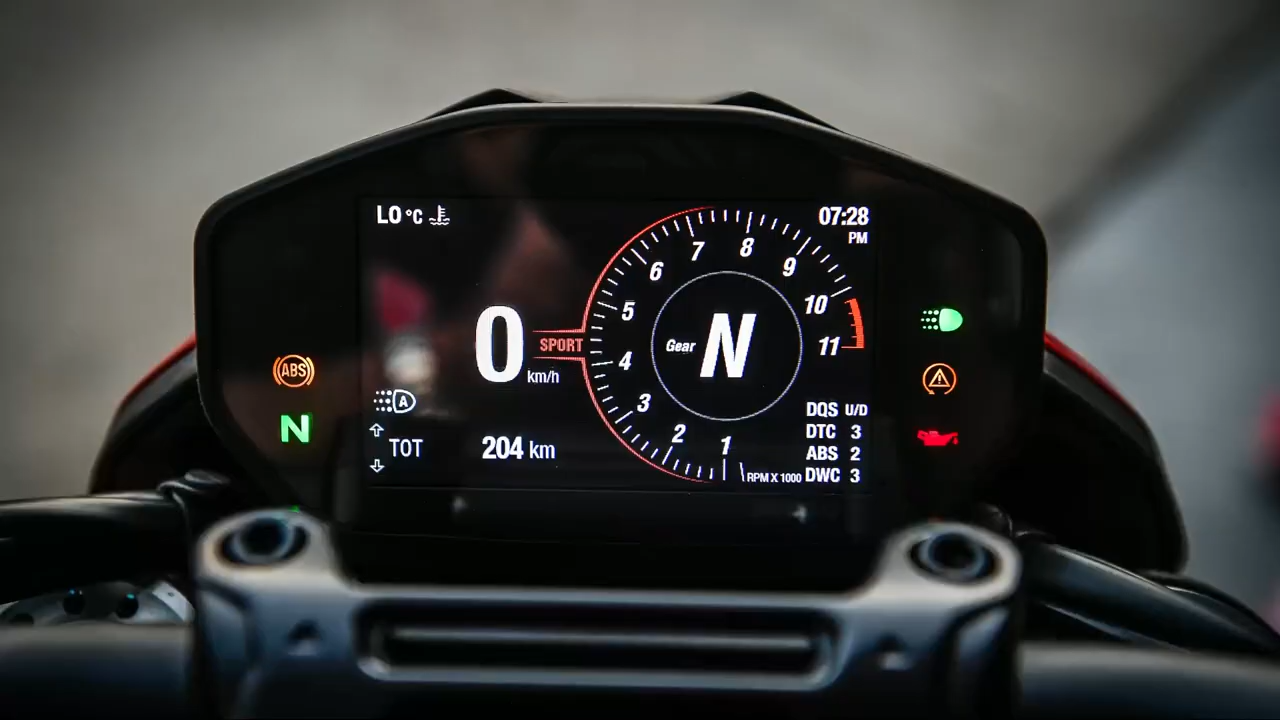 LO °C
07:28
PM
7 8 9
6 10
5 11
4
3
2
1
0
km/h
SPORT
Gear N
ABS
N
A
TOT
204 km
RPM X 1000
DQS U/D
DTC 3
ABS 2
DWC 3